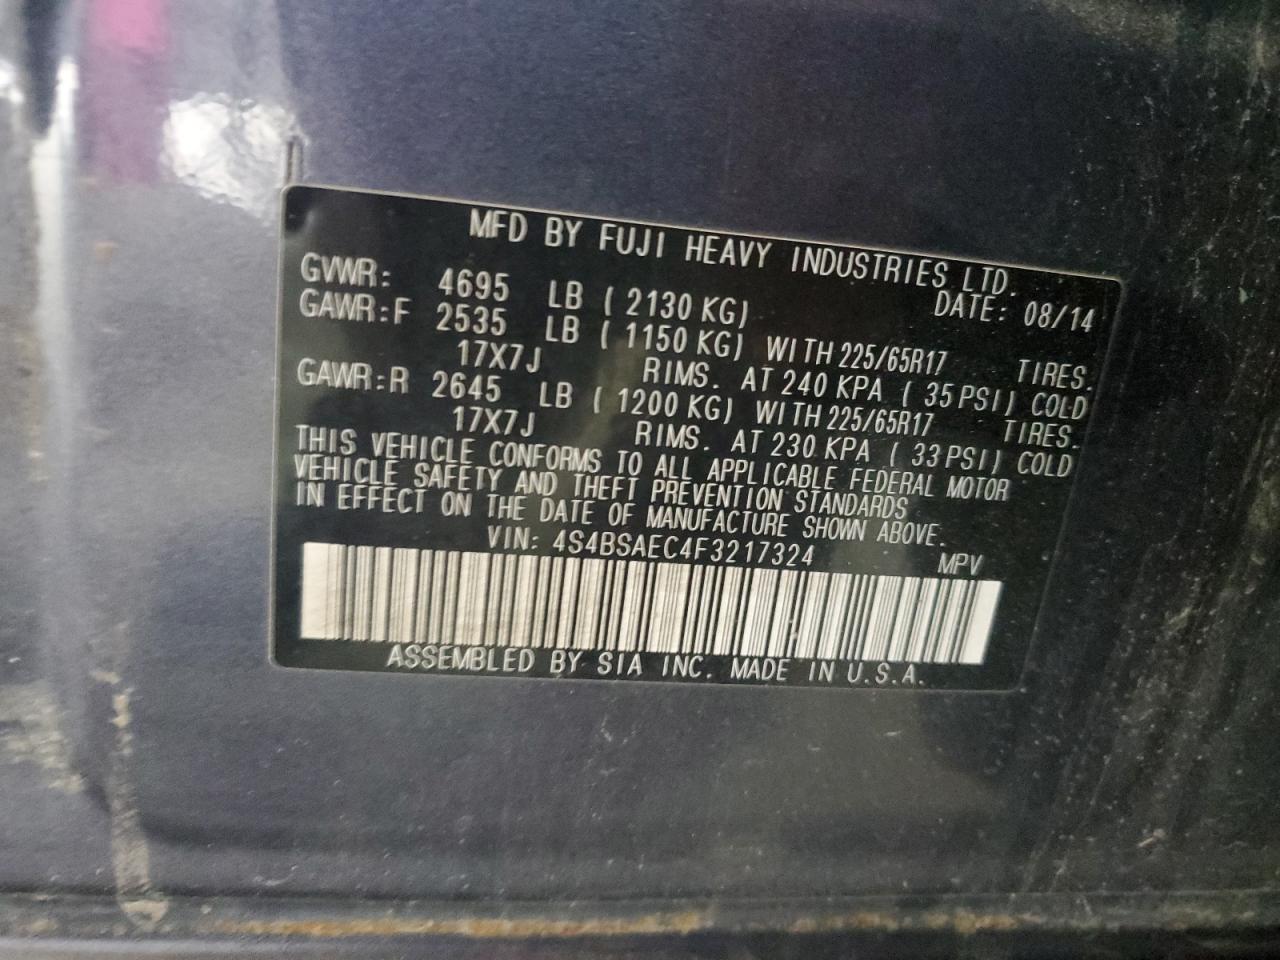 MFD BY FUJI HEAVY INDUSTRIES LTD.
DATE: 08/14
GVWR: 4695 LB ( 2130 KG)
GAWR:F 2535 LB ( 1150 KG) WITH 225/65R17 TIRES.
17X7J RIMS. AT 240 KPA ( 35 PSI) COLD
GAWR:R 2645 LB ( 1200 KG) WITH 225/65R17 TIRES.
17X7J RIMS. AT 230 KPA ( 33 PSI) COLD
THIS VEHICLE CONFORMS TO ALL APPLICABLE FEDERAL MOTOR
VEHICLE SAFETY AND THEFT PREVENTION STANDARDS
IN EFFECT ON THE DATE OF MANUFACTURE SHOWN ABOVE.
VIN: 4S4BSAEC4F3217324 MPV
ASSEMBLED BY SIA INC. MADE IN U.S.A.